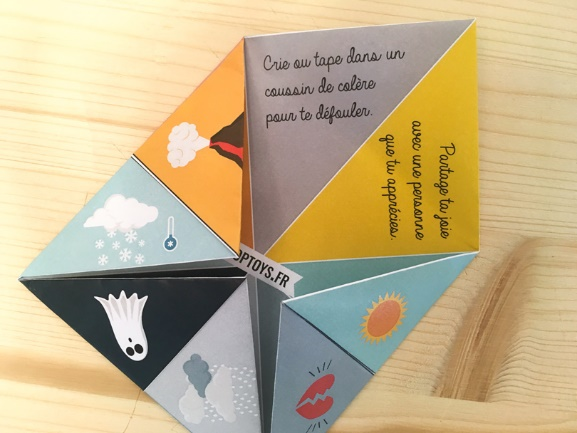 Crie ou tape dans un
coussin de colère
pour te défouler.
Partage ta joie
avec une personne
que tu apprécies.
OPTOYS.FR